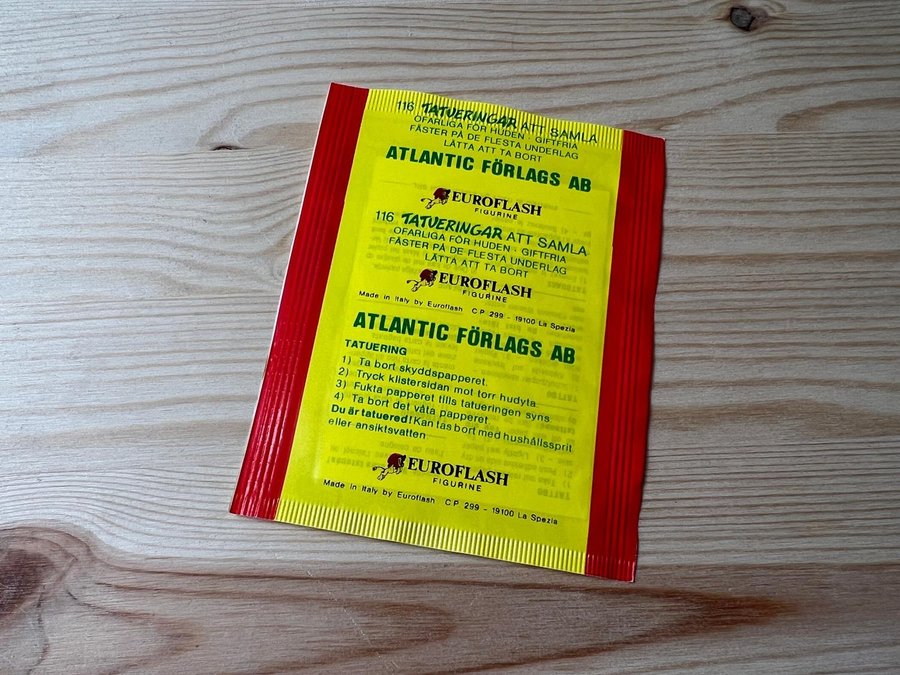 116 TATUERINGAR ATT SAMLA
OFARLIGA FÖR HUDEN · GIFTFRIA
FÄSTER PÅ DE FLESTA UNDERLAG
LÄTTA ATT TA BORT
ATLANTIC FÖRLAGS AB
EUROFLASH
FIGURINE
116 TATUERINGAR ATT SAMLA
OFARLIGA FÖR HUDEN · GIFTFRIA
FÄSTER PÅ DE FLESTA UNDERLAG
LÄTTA ATT TA BORT
EUROFLASH
FIGURINE
Made in Italy by Euroflash C P 299 - 19100 La Spezia
ATLANTIC FÖRLAGS AB
TATUERING
1) Ta bort skyddspapperet.
2) Tryck klistersidan mot torr hudyta
3) Fukta papperet tills tatueringen syns
4) Ta bort det våta papperet.
Du är tatuered! Kan tas bort med hushållssprit
eller ansiktsvatten
EUROFLASH
FIGURINE
Made in Italy by Euroflash C P 299 - 19100 La Spezia